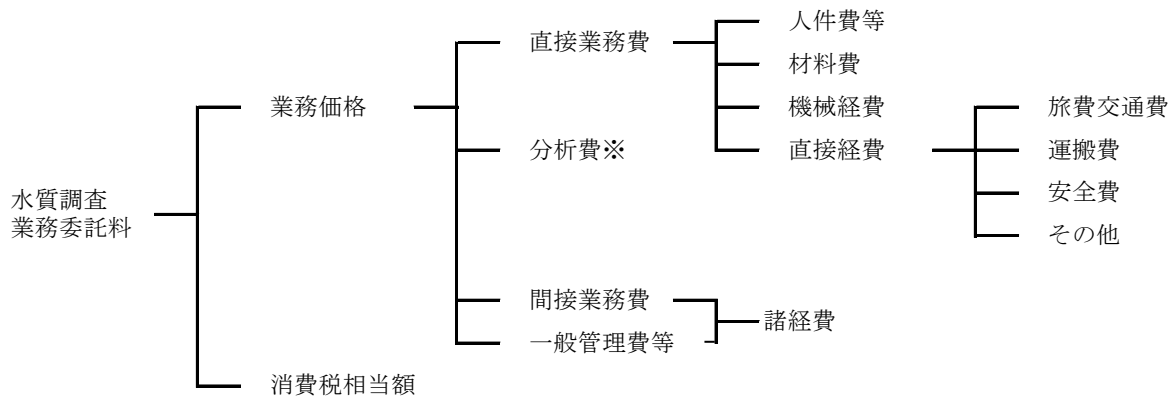 人件費等
直接業務費
材料費
業務価格
機械経費
旅費交通費
分析費※
直接経費
運搬費
水質調査
業務委託料
安全費
その他
間接業務費
諸経費
一般管理費等
消費税相当額